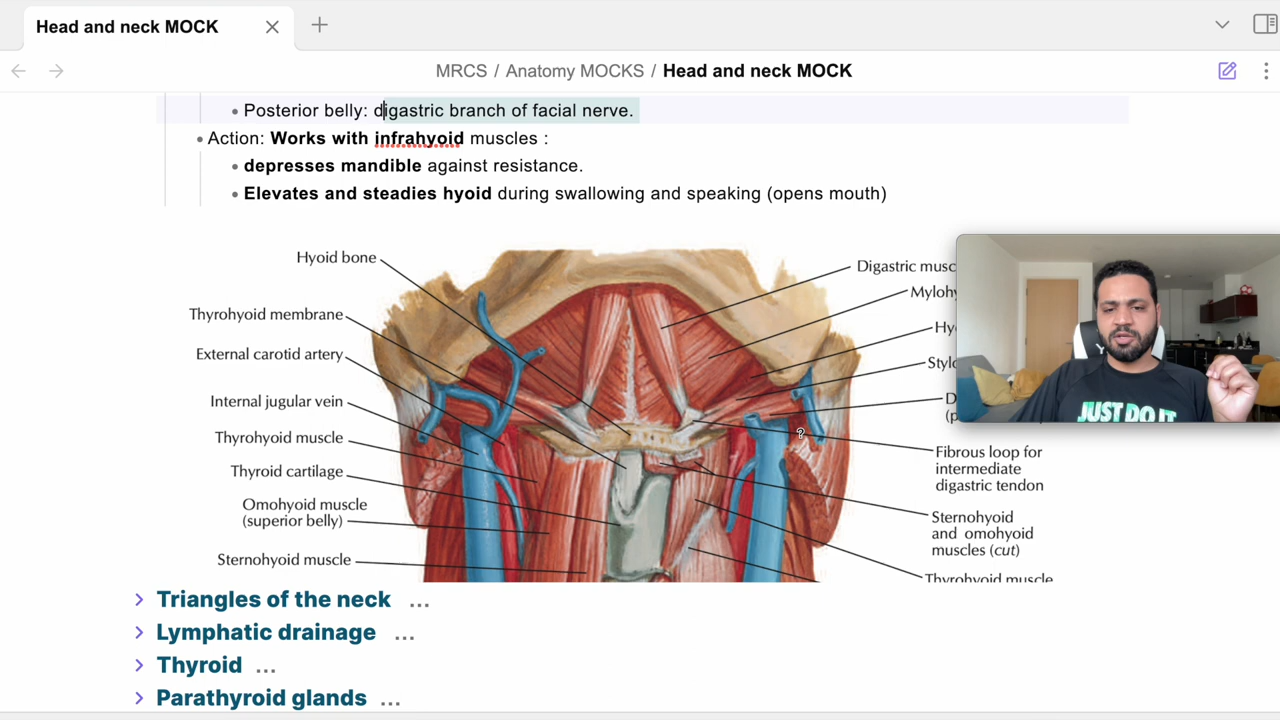 Head and neck MOCK
MRCS / Anatomy MOCKS / Head and neck MOCK
• Posterior belly: digastric branch of facial nerve.
• Action: Works with infrahyoid muscles :
• depresses mandible against resistance.
• Elevates and steadies hyoid during swallowing and speaking (opens mouth)
Hyoid bone
Thyrohyoid membrane
External carotid artery
Internal jugular vein
Thyrohyoid muscle
Thyroid cartilage
Omohyoid muscle
(superior belly)
Sternohyoid muscle
Digastric musc
Mylohy
Hy
Stylo
D
(p
Fibrous loop for
intermediate
digastric tendon
Sternohyoid
and omohyoid
muscles (cut)
Thyrohyoid muscle
?
JUST DO IT
Triangles of the neck ...
Lymphatic drainage ...
Thyroid ...
Parathyroid glands ...